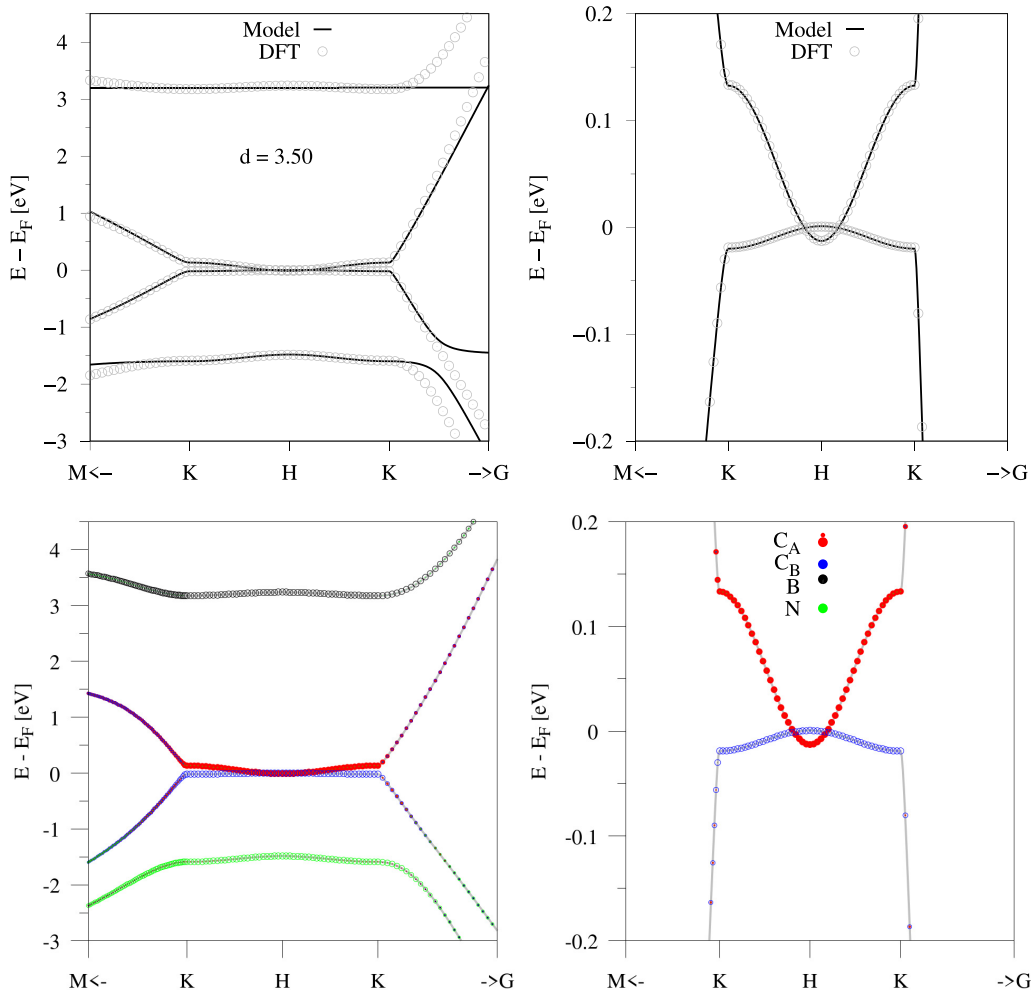 Model
DFT
d = 3.50
4
3
2
1
0
−1
−2
−3
E − E_F [eV]
M<− K H K −>G
Model
DFT
0.2
0.1
0
−0.1
−0.2
E − E_F [eV]
M<− K H K −>G
4
3
2
1
0
-1
-2
-3
E - E_F [eV]
M<- K H K ->G
C_A
C_B
B
N
0.2
0.1
0
-0.1
-0.2
E - E_F [eV]
M<- K H K ->G